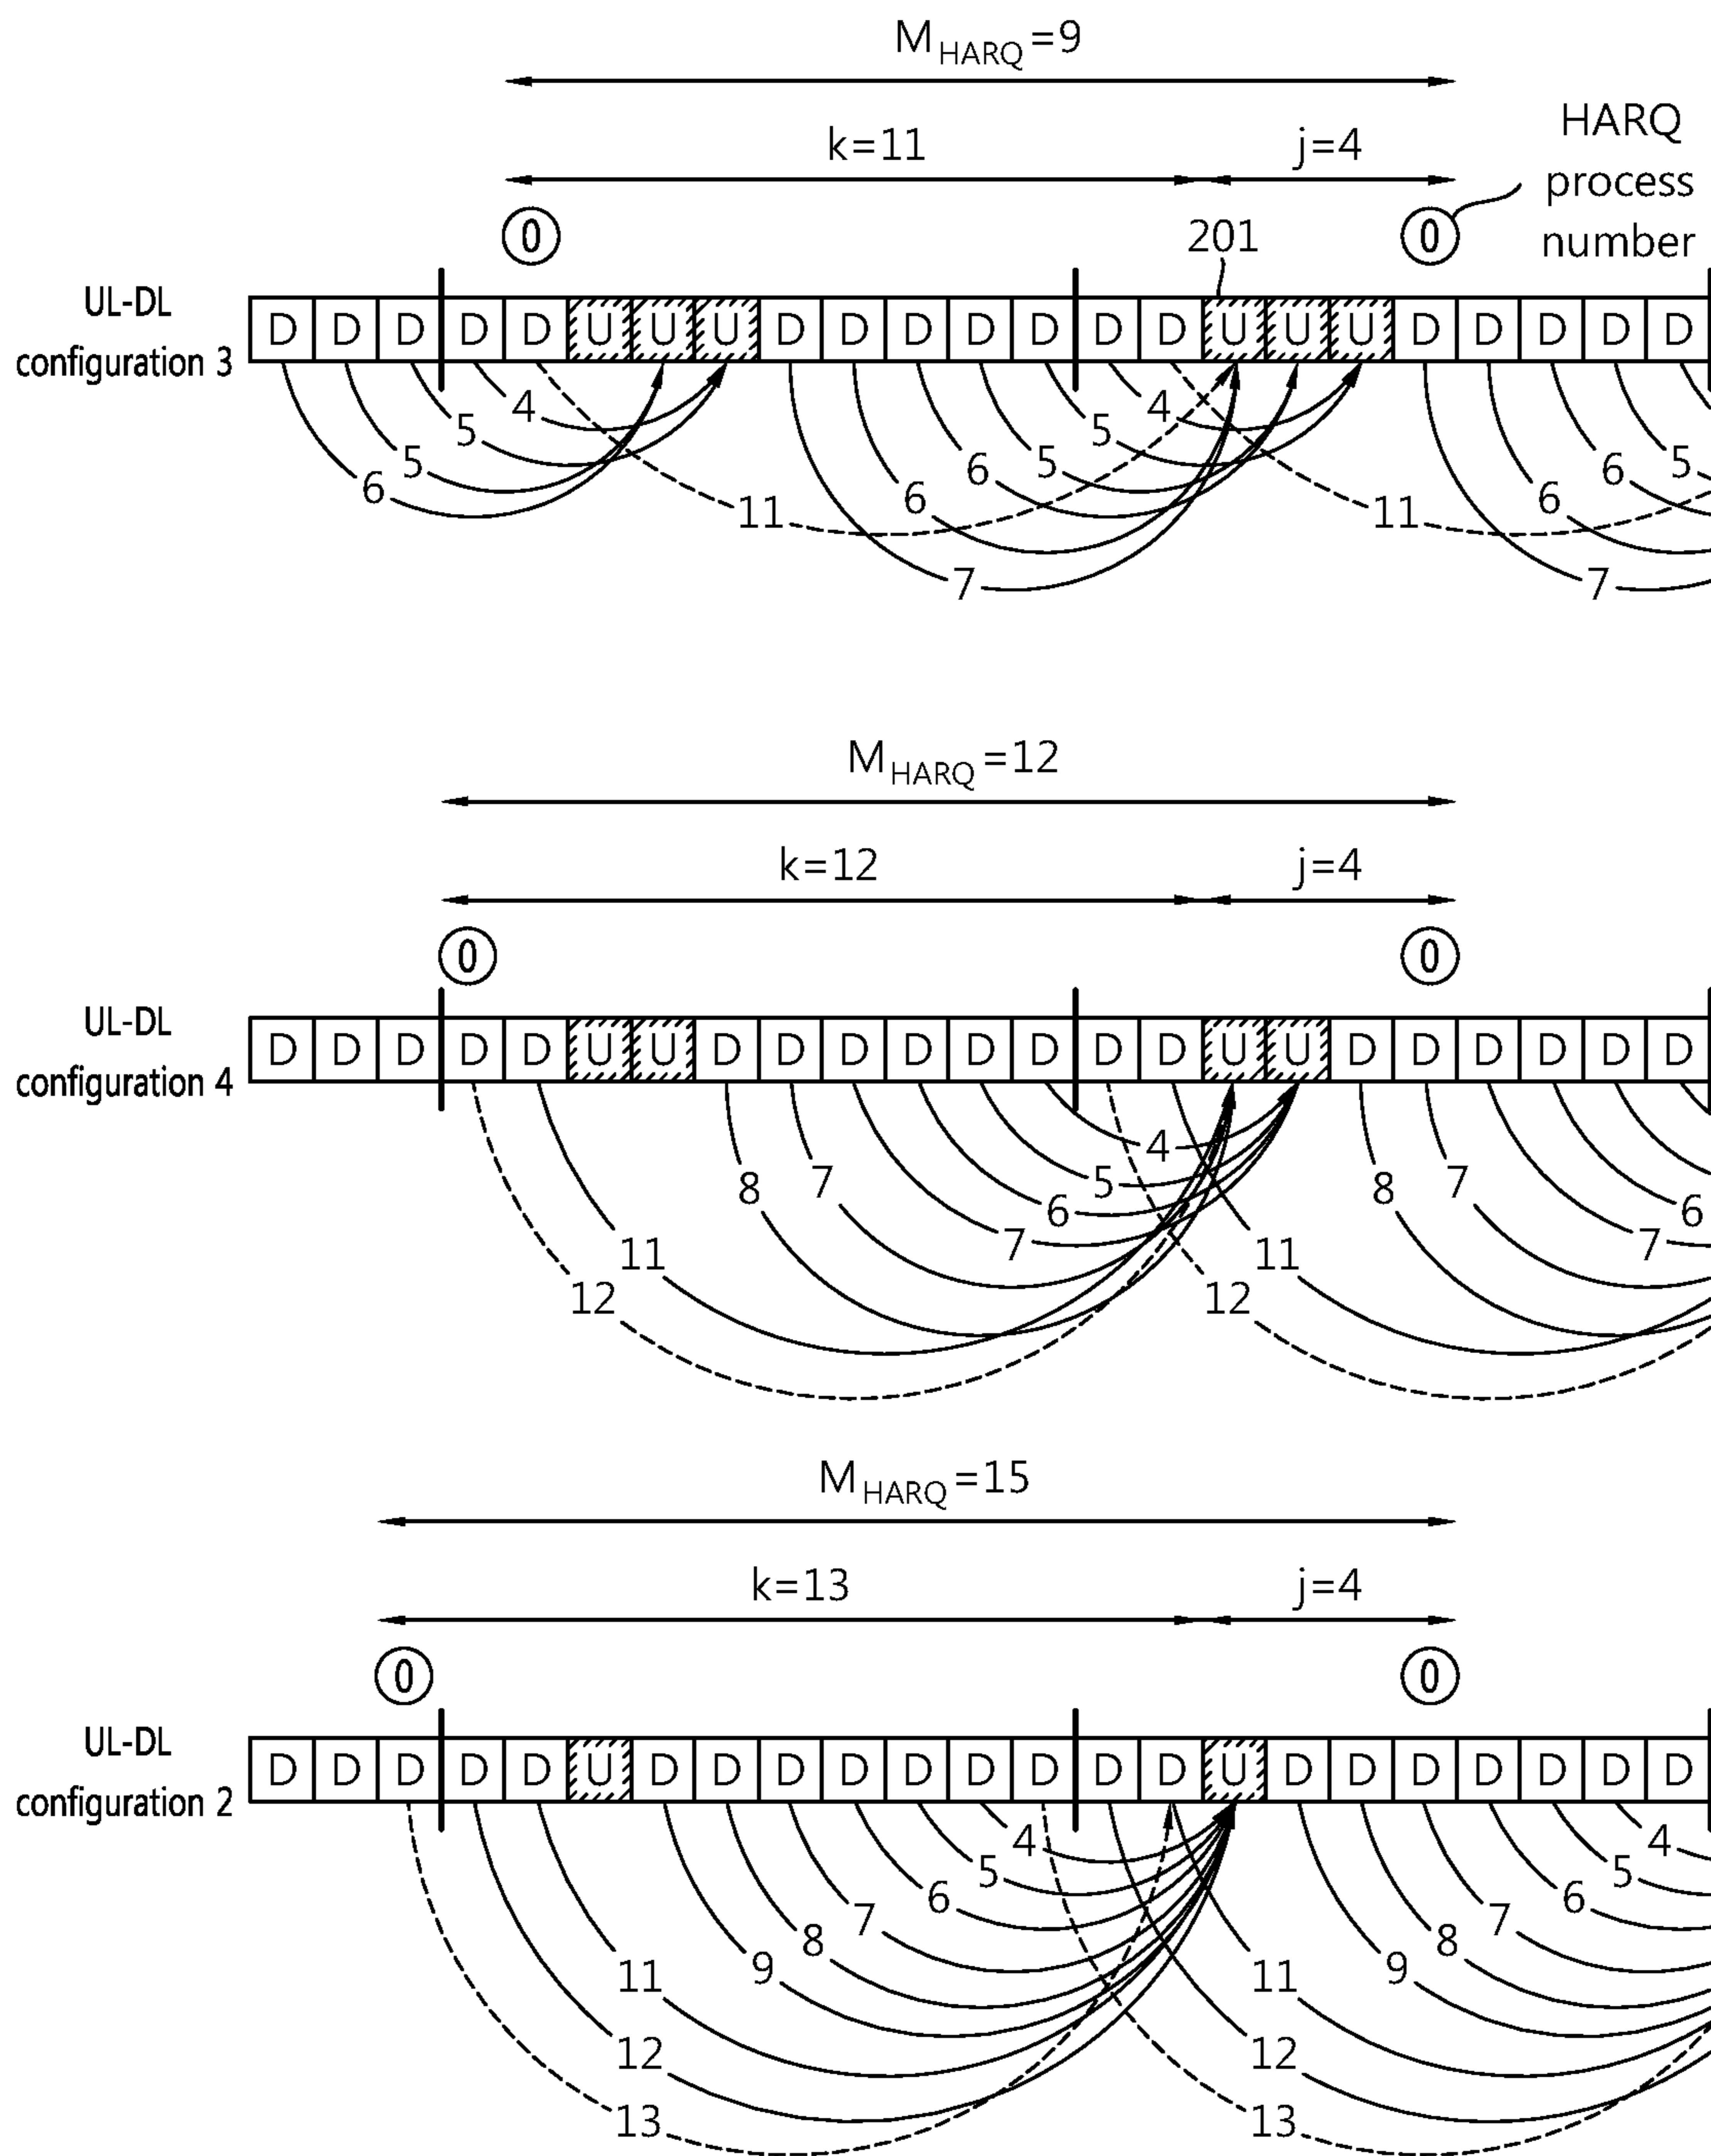 M HARQ =9
k=11 j=4
HARQ
process
number
0 0
201
UL-DL
configuration 3
D D D D D U U U D D D D D D D U U U D D D D D
4 4
5 5
5 6 5 5
6 6 6
11 11
7 7
M HARQ =12
k=12 j=4
0 0
UL-DL
configuration 4
D D D D D U U D D D D D D D D U U D D D D D D
4
8 7 5 8 7
6 6
7 7
11 11
12 12
M HARQ =15
k=13 j=4
0 0
UL-DL
configuration 2
D D D D D U D D D D D D D D D U D D D D D D D
4 4
5 5
6 6
7 7
8 8
9 9
11 11
12 12
13 13